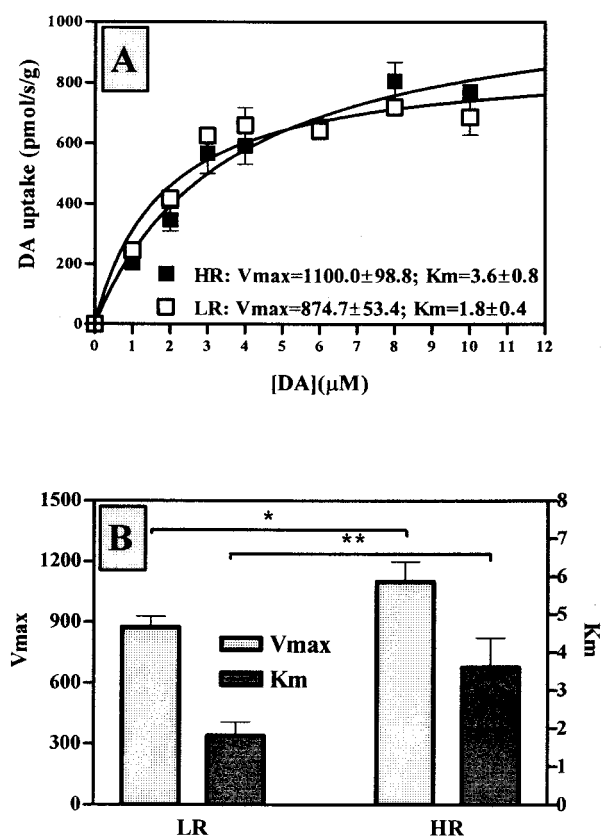 A
DA uptake (pmol/s/g)
1000
800
600
400
200
0
HR: Vmax=1100.0±98.8; Km=3.6±0.8
LR: Vmax=874.7±53.4; Km=1.8±0.4
0 1 2 3 4 5 6 7 8 9 10 11 12
[DA](μM)
B
Vmax
1500
1200
900
600
300
0
*
**
Vmax
Km
8
7
6
5
4
3
2
1
0
Km
LR HR